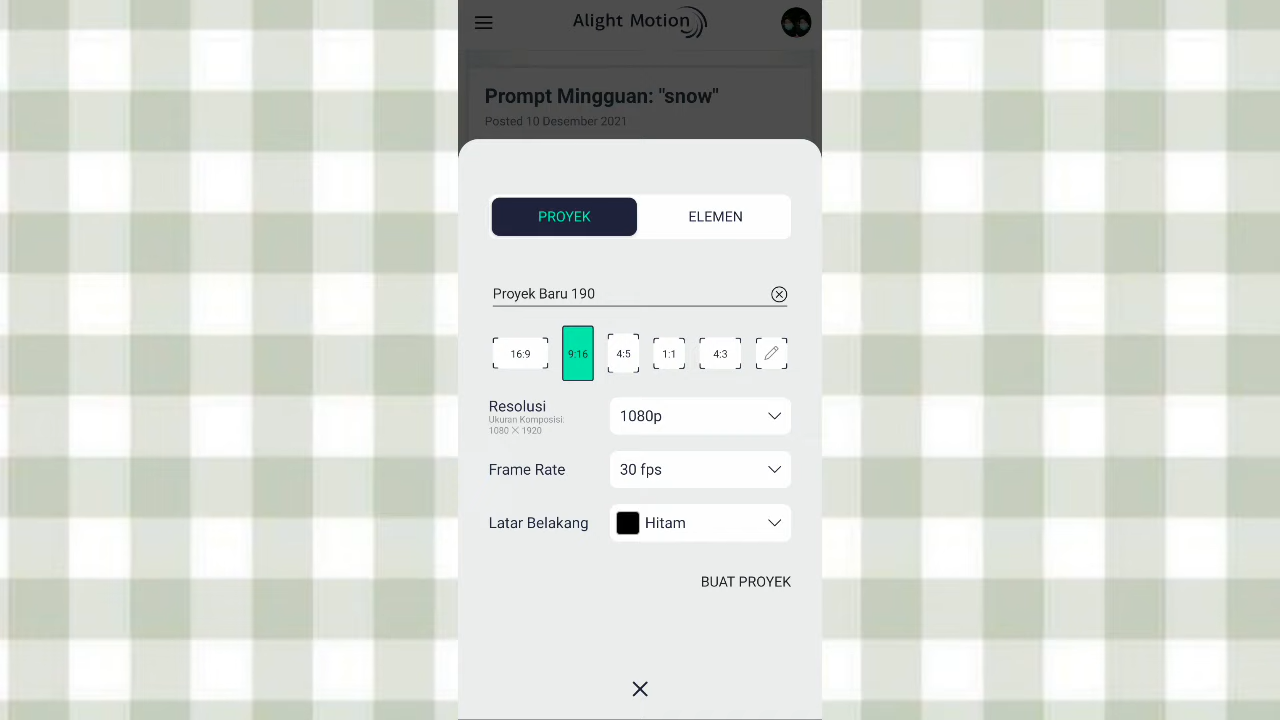 Alight Motion
Prompt Mingguan: "snow"
Posted 10 Desember 2021
PROYEK
ELEMEN
Proyek Baru 190
16:9
9:16
4:5
1:1
4:3
Resolusi
Ukuran Komposisi:
1080 × 1920
1080p
Frame Rate
30 fps
Latar Belakang
Hitam
BUAT PROYEK